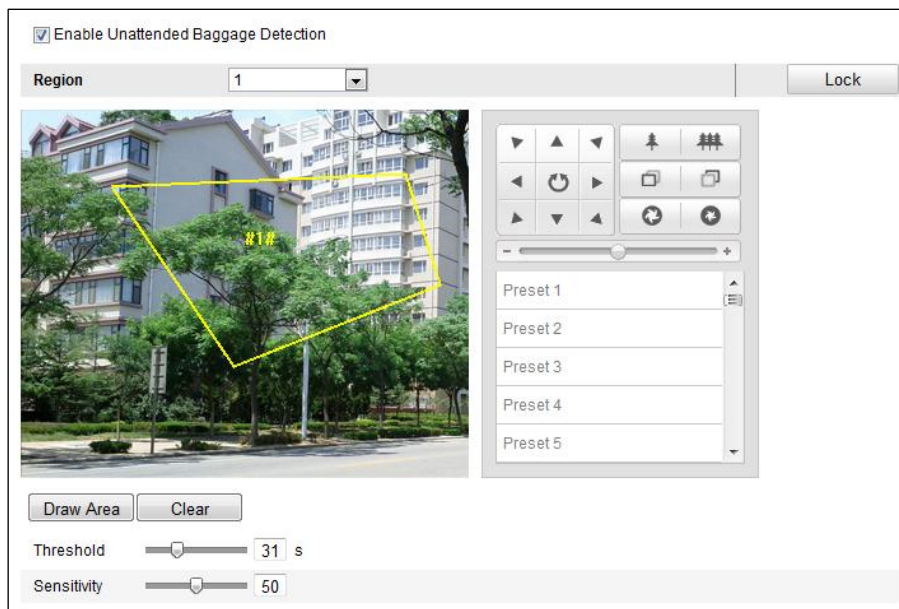 Enable Unattended Baggage Detection
Region 1 Lock
#1#
Preset 1
Preset 2
Preset 3
Preset 4
Preset 5
Draw Area Clear
Threshold 31 s
Sensitivity 50